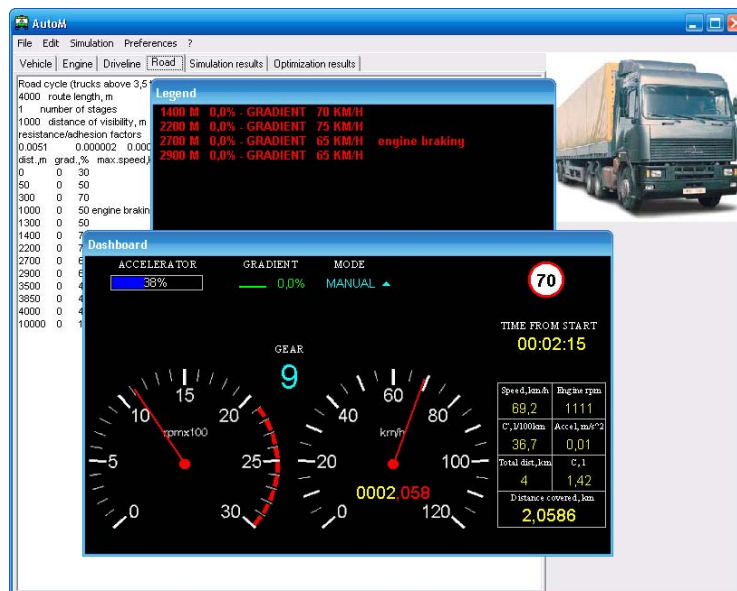 AutoM
File Edit Simulation Preferences ?
Vehicle Engine Driveline Road Simulation results Optimization results
Road cycle (trucks above 3,5
4000 route length, m
1 number of stages
1000 distance of visibility, m
resistance/adhesion factors
0.0051 0.000002 0.000
dist.,m grad.,% max.speed,
0 0 30
50 0 50
300 0 70
1000 0 50 engine brakin
1300 0 50
1400 0 7
2200 0 7
2700 0 6
2900 0 6
3500 0 4
3850 0 4
4000 0 4
10000 0 1
Legend
1400 M 0,0% - GRADIENT 70 KM/H
2200 M 0,0% - GRADIENT 75 KM/H
2700 M 0,0% - GRADIENT 65 KM/H engine braking
2900 M 0,0% - GRADIENT 65 KM/H
Dashboard
ACCELERATOR GRADIENT MODE
38% 0,0% MANUAL
70
TIME FROM START
00:02:15
GEAR
9
0 5 10 15 20 25 30
rpmx100
0 20 40 60 80 100 120
km/h
0002,058
Speed,km/h Engine rpm
69,2 1111
C',l/100km Accel,m/s^2
36,7 0,01
Total dist,km C,l
4 1,42
Distance covered,km
2,0586